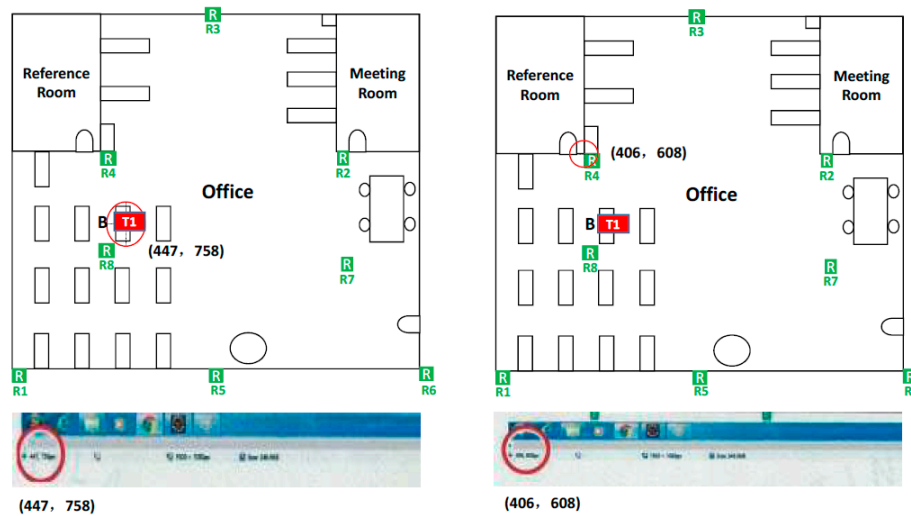 R
R3
Reference
Room
Meeting
Room
R
R4
R
R2
Office
B
T1
(447，758)
R
R8
R
R7
R
R1
R
R5
R
R6
(447，758)
R
R3
Reference
Room
Meeting
Room
R
R4
(406，608)
R
R2
Office
B
T1
R
R8
R
R7
R
R1
R
R5
R
(406，608)